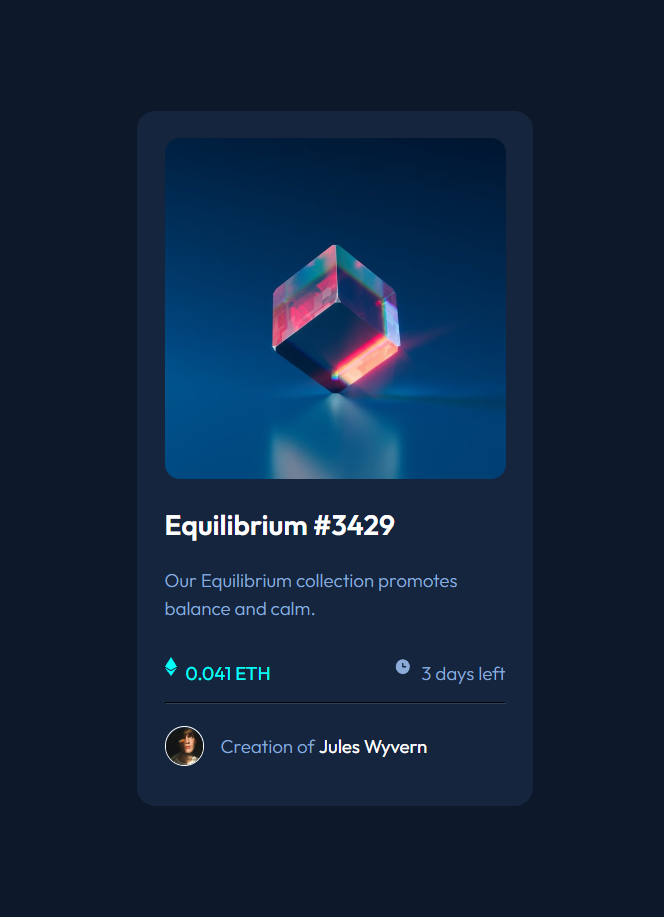 Equilibrium #3429
Our Equilibrium collection promotes
balance and calm.
0.041 ETH
3 days left
Creation of Jules Wyvern